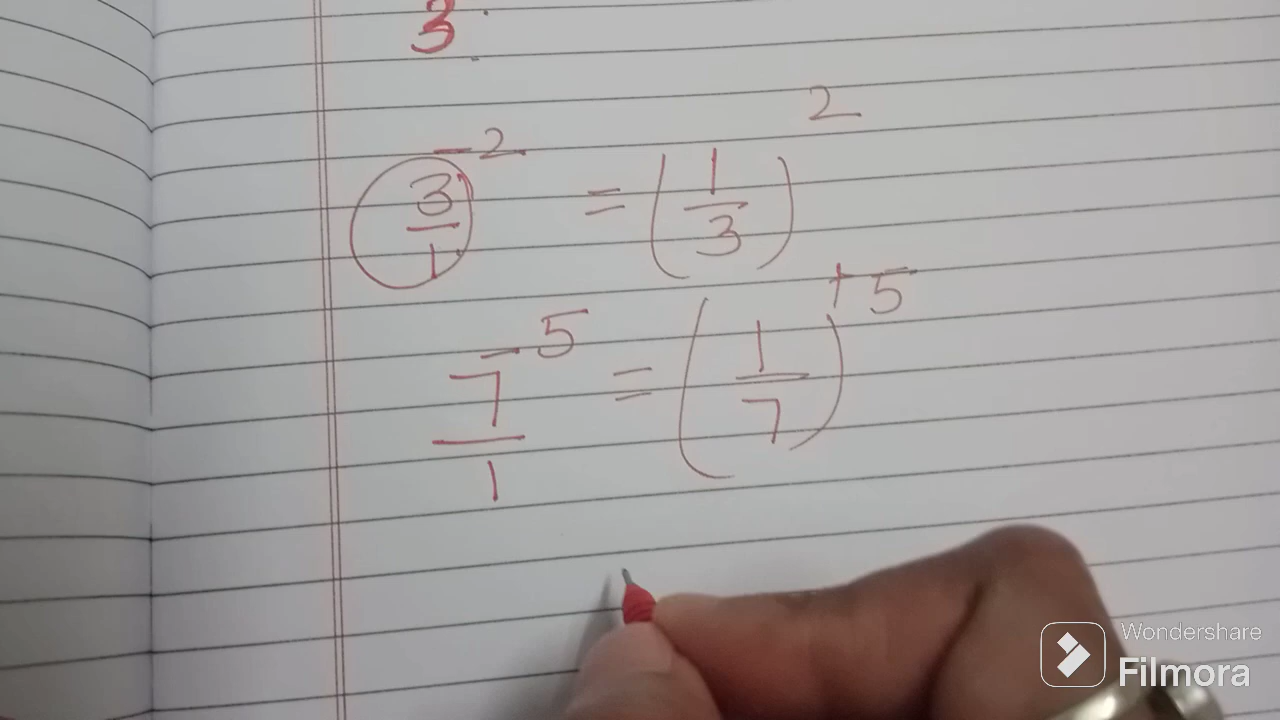 3.
3/1 ⁻² = (1/3)²
7/1 ⁻⁵ = (1/7)⁺⁵
Wondershare
Filmora